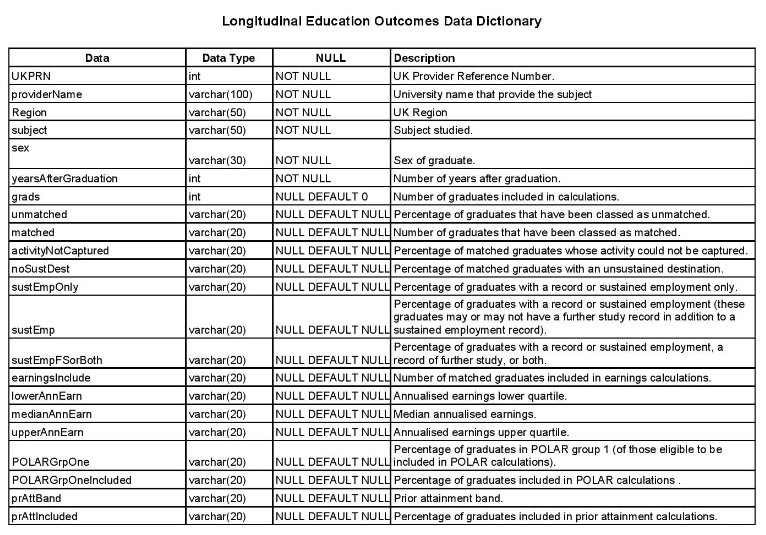 Longitudinal Education Outcomes Data Dictionary
Data Data Type NULL Description
UKPRN int NOT NULL UK Provider Reference Number.
providerName varchar(100) NOT NULL University name that provide the subject
Region varchar(50) NOT NULL UK Region
subject varchar(50) NOT NULL Subject studied.
sex varchar(30) NOT NULL Sex of graduate.
yearsAfterGraduation int NOT NULL Number of years after graduation.
grads int NULL DEFAULT 0 Number of graduates included in calculations.
unmatched varchar(20) NULL DEFAULT NULL Percentage of graduates that have been classed as unmatched.
matched varchar(20) NULL DEFAULT NULL Number of graduates that have been classed as matched.
activityNotCaptured varchar(20) NULL DEFAULT NULL Percentage of matched graduates whose activity could not be captured.
noSustDest varchar(20) NULL DEFAULT NULL Percentage of matched graduates with an unsustained destination.
sustEmpOnly varchar(20) NULL DEFAULT NULL Percentage of graduates with a record or sustained employment only.
Percentage of graduates with a record or sustained employment (these
graduates may or may not have a further study record in addition to a
sustEmp varchar(20) NULL DEFAULT NULL sustained employment record).
Percentage of graduates with a record or sustained employment, a
sustEmpFSorBoth varchar(20) NULL DEFAULT NULL record of further study, or both.
earningsInclude varchar(20) NULL DEFAULT NULL Number of matched graduates included in earnings calculations.
lowerAnnEarn varchar(20) NULL DEFAULT NULL Annualised earnings lower quartile.
medianAnnEarn varchar(20) NULL DEFAULT NULL Median annualised earnings.
upperAnnEarn varchar(20) NULL DEFAULT NULL Annualised earnings upper quartile.
Percentage of graduates in POLAR group 1 (of those eligible to be
POLARGrpOne varchar(20) NULL DEFAULT NULL included in POLAR calculations).
POLARGrpOneIncluded varchar(20) NULL DEFAULT NULL Percentage of graduates included in POLAR calculations .
prAttBand varchar(20) NULL DEFAULT NULL Prior attainment band.
prAttIncluded varchar(20) NULL DEFAULT NULL Percentage of graduates included in prior attainment calculations.